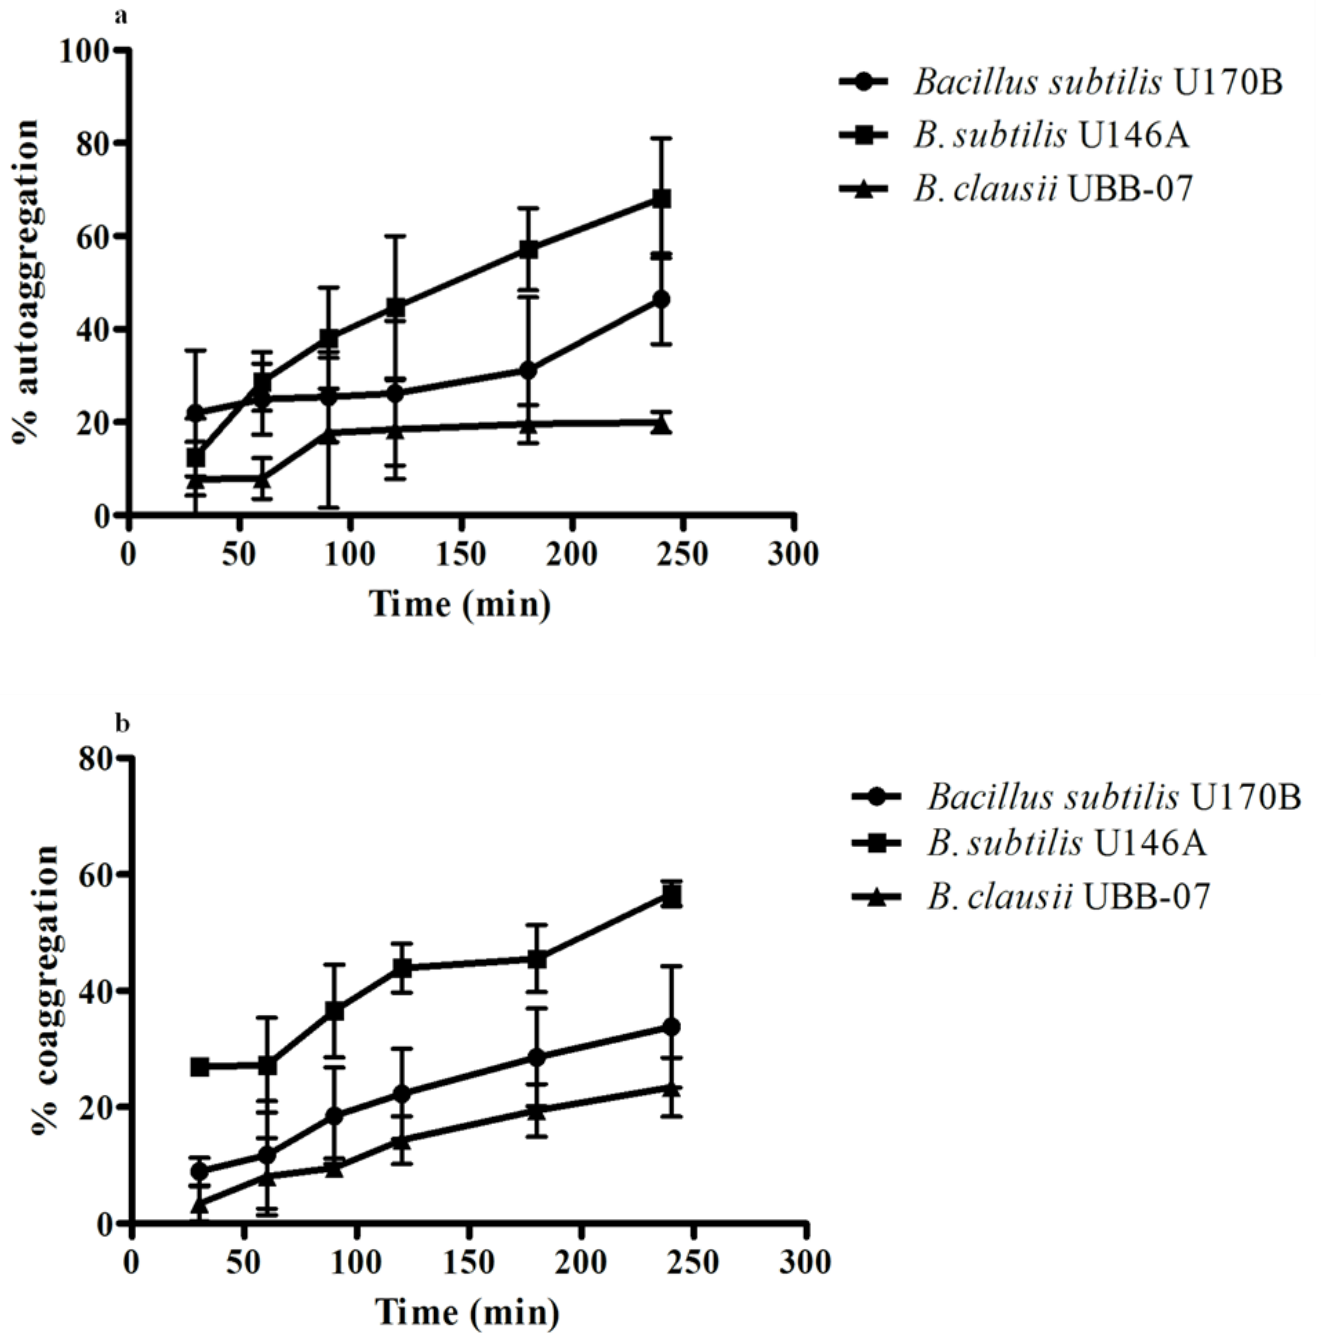 a
100
80
60
40
20
0
% autoaggregation
0 50 100 150 200 250 300
Time (min)
Bacillus subtilis U170B
B. subtilis U146A
B. clausii UBB-07
b
80
60
40
20
0
% coaggregation
0 50 100 150 200 250 300
Time (min)
Bacillus subtilis U170B
B. subtilis U146A
B. clausii UBB-07